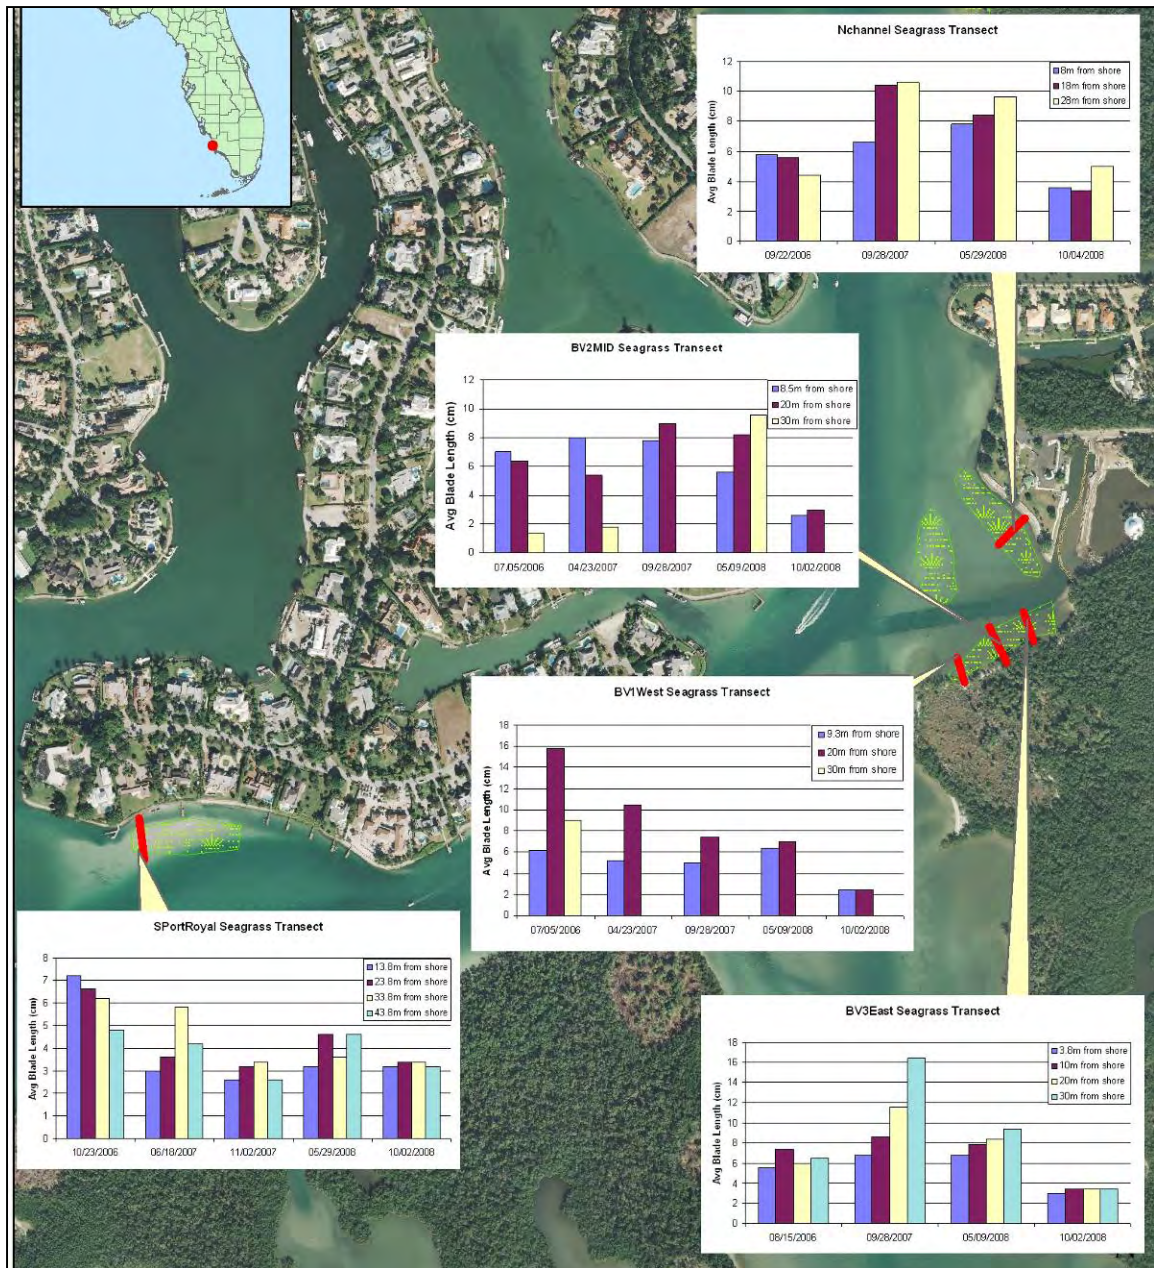 Nchannel Seagrass Transect
Avg Blade Length (cm)
12
10
8
6
4
2
0
8m from shore
18m from shore
28m from shore
09/22/2006 09/28/2007 05/29/2008 10/04/2008
BV2MID Seagrass Transect
Avg Blade Length (cm)
12
10
8
6
4
2
0
8.5m from shore
20m from shore
30m from shore
07/05/2006 04/23/2007 09/28/2007 05/09/2008 10/02/2008
BV1West Seagrass Transect
Avg Blade Length (cm)
18
16
14
12
10
8
6
4
2
0
9.3m from shore
20m from shore
30m from shore
07/05/2006 04/23/2007 09/28/2007 05/09/2008 10/02/2008
SPortRoyal Seagrass Transect
Avg Blade Length (cm)
8
7
6
5
4
3
2
1
0
13.8m from shore
23.8m from shore
33.8m from shore
43.8m from shore
10/23/2006 06/18/2007 11/02/2007 05/29/2008 10/02/2008
BV3East Seagrass Transect
Avg Blade Length (cm)
18
16
14
12
10
8
6
4
2
0
3.8m from shore
10m from shore
20m from shore
30m from shore
08/15/2006 09/28/2007 05/09/2008 10/02/2008